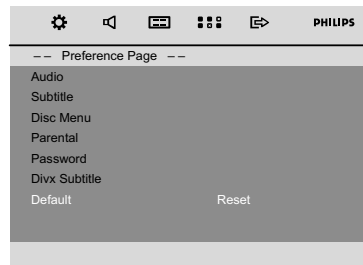 PHILIPS
-- Preference Page --
Audio
Subtitle
Disc Menu
Parental
Password
Divx Subtitle
Default Reset